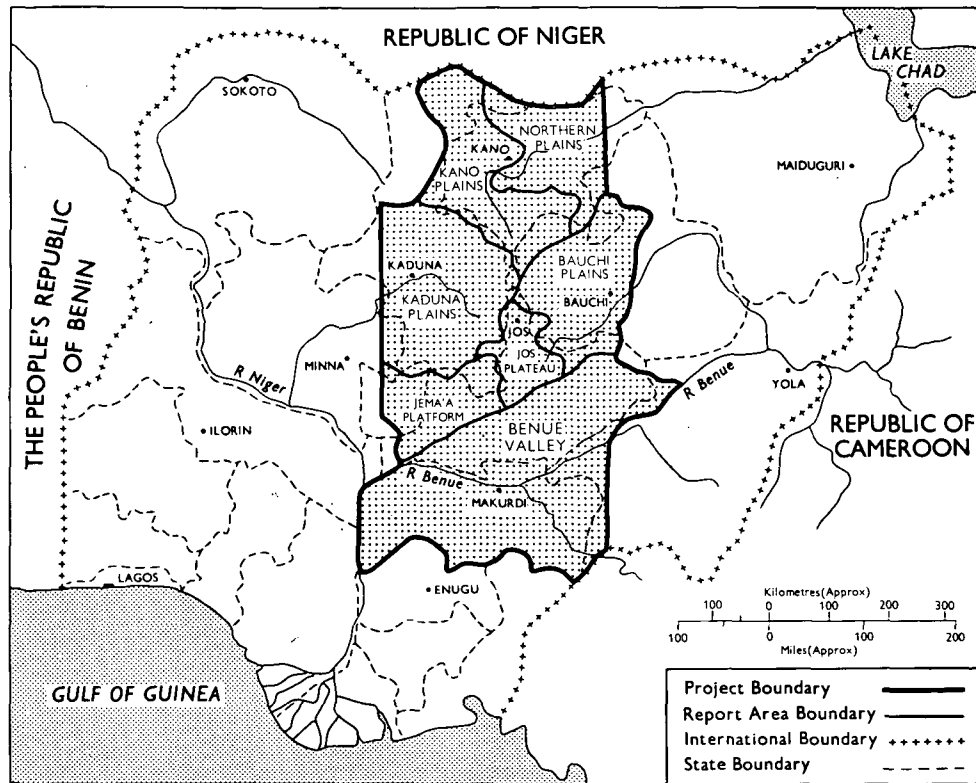 REPUBLIC OF NIGER
LAKE
CHAD
SOKOTO
NORTHERN
PLAINS
KANO
KANO
PLAINS
MAIDUGURI
THE PEOPLE'S REPUBLIC
OF BENIN
BAUCHI
PLAINS
KADUNA
BAUCHI
KADUNA
PLAINS
JOS
JOS
PLATEAU
MINNA
R Niger
R Benue
YOLA
JEMA'A
PLATFORM
BENUE
VALLEY
REPUBLIC OF
CAMEROON
ILORIN
R Benue
MAKURDI
LAGOS
ENUGU
Kilometres(Approx)
100 0 100 200 300
100 0 100 200
Miles(Approx)
GULF OF GUINEA
Project Boundary
Report Area Boundary
International Boundary
State Boundary